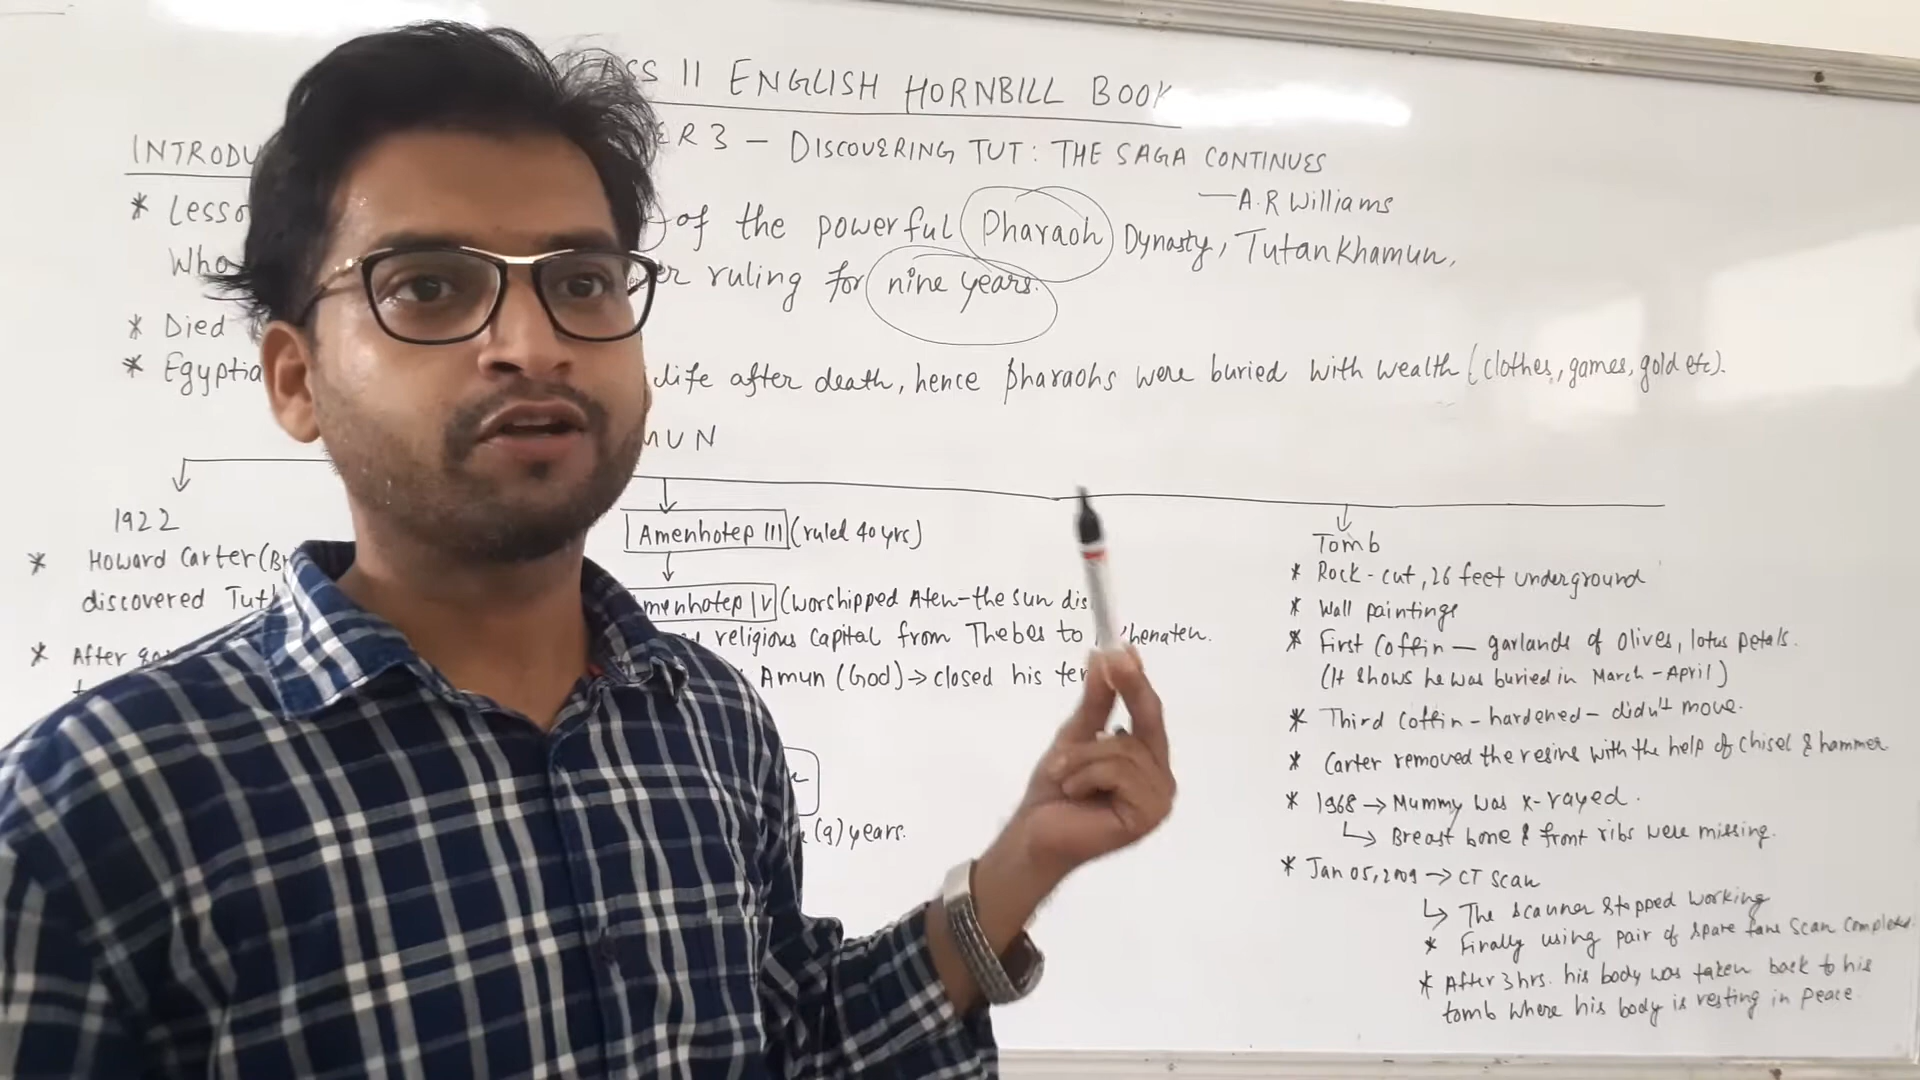 ASS 11 ENGLISH HORNBILL BOOK
ER 3 - DISCOVERING TUT: THE SAGA CONTINUES
- A.R Williams
INTRODU
* Lesso of the powerful Pharaoh Dynasty, Tutankhamun,
Who er ruling for nine years.
* Died
* Egyptia life after death, hence pharaohs were buried with wealth (clothes, games, gold etc).
MUN
1922
* Howard Carter (Br
discovered Tut
* After
Amenhotep III (ruled 40 yrs)
menhotep IV (worshipped Aten-the sun dis
religious capital from Thebes to khenaten.
Amun (God) → closed his te
(9) years.
Tomb
* Rock-cut, 26 feet underground
* Wall paintings
* First Coffin - garlands of olives, lotus petals.
(It shows he was buried in March - April)
* Third Coffin - hardened - didn't move.
* Carter removed the resins with the help of chisel & hammer
* 1968 → Mummy was x-rayed.
↳ Breast bone & front ribs were missing.
* Jan 05, 2009 → CT Scan
↳ The scanner stopped working
* Finally using pair of spare fans scan completed.
* After 3 hrs. his body was taken back to his
tomb where his body is resting in peace